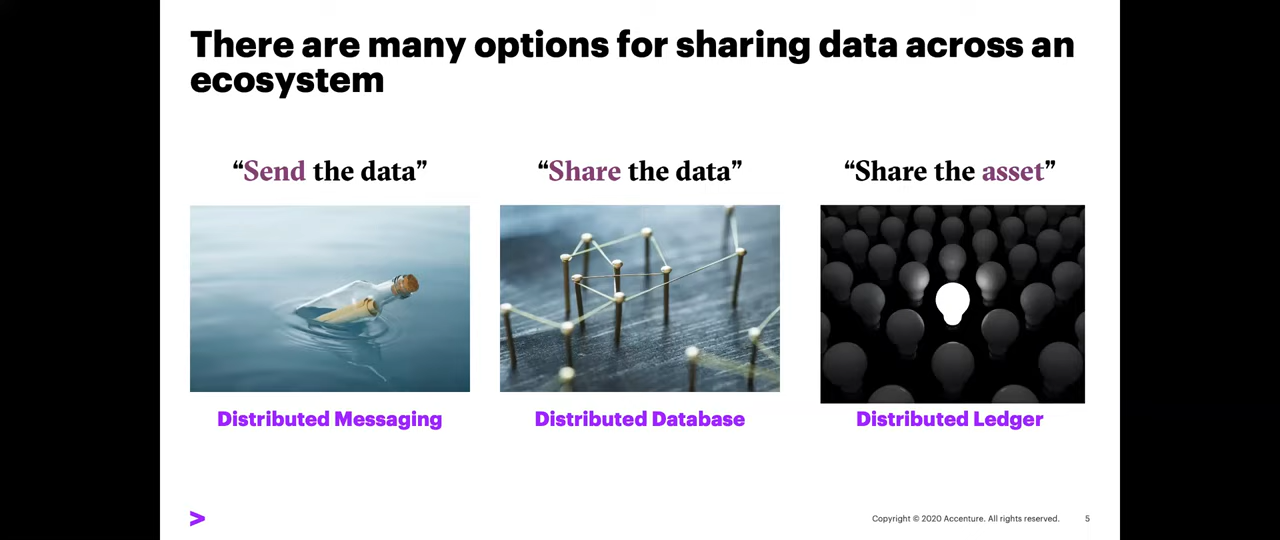 There are many options for sharing data across an
ecosystem
“Send the data”
“Share the data”
“Share the asset”
Distributed Messaging
Distributed Database
Distributed Ledger
Copyright © 2020 Accenture. All rights reserved.
5